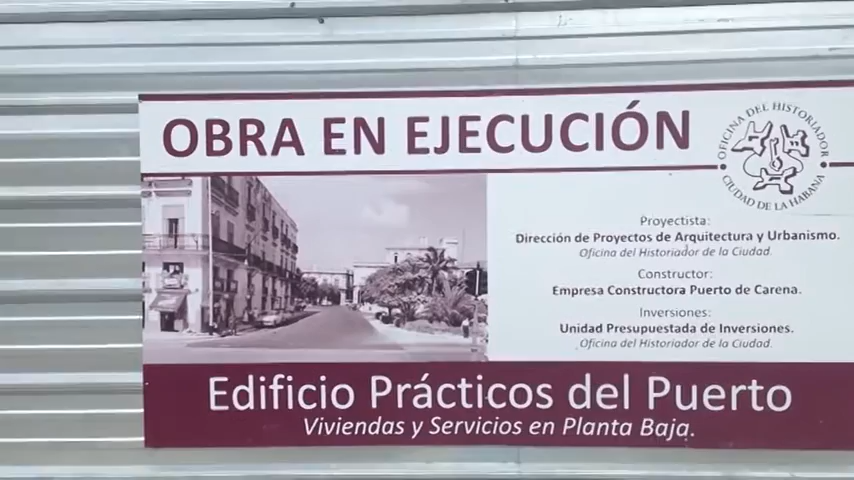 OBRA EN EJECUCIÓN
OFICINA DEL HISTORIADOR
CIUDAD DE LA HABANA
Proyectista:
Dirección de Proyectos de Arquitectura y Urbanismo.
Oficina del Historiador de la Ciudad.
Constructor:
Empresa Constructora Puerto de Carena.
Inversiones:
Unidad Presupuestada de Inversiones.
Oficina del Historiador de la Ciudad.
Edificio Prácticos del Puerto
Viviendas y Servicios en Planta Baja.